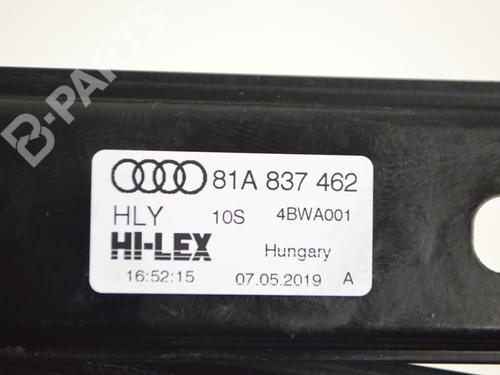 B-PARTS
81A 837 462
HLY 10S 4BWA001
HI-LEX Hungary
16:52:15 07.05.2019 A